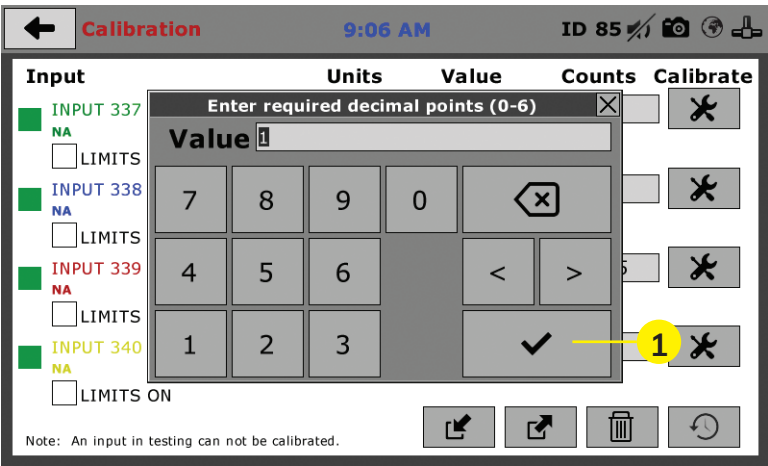 Calibration 9:06 AM ID 85
Input Units Value Counts Calibrate
Enter required decimal points (0-6)
Value 1
INPUT 337
NA
LIMITS
7 8 9 0
INPUT 338
NA
LIMITS
4 5 6 < >
INPUT 339
NA
LIMITS
1 2 3
1
INPUT 340
NA
LIMITS ON
Note: An input in testing can not be calibrated.